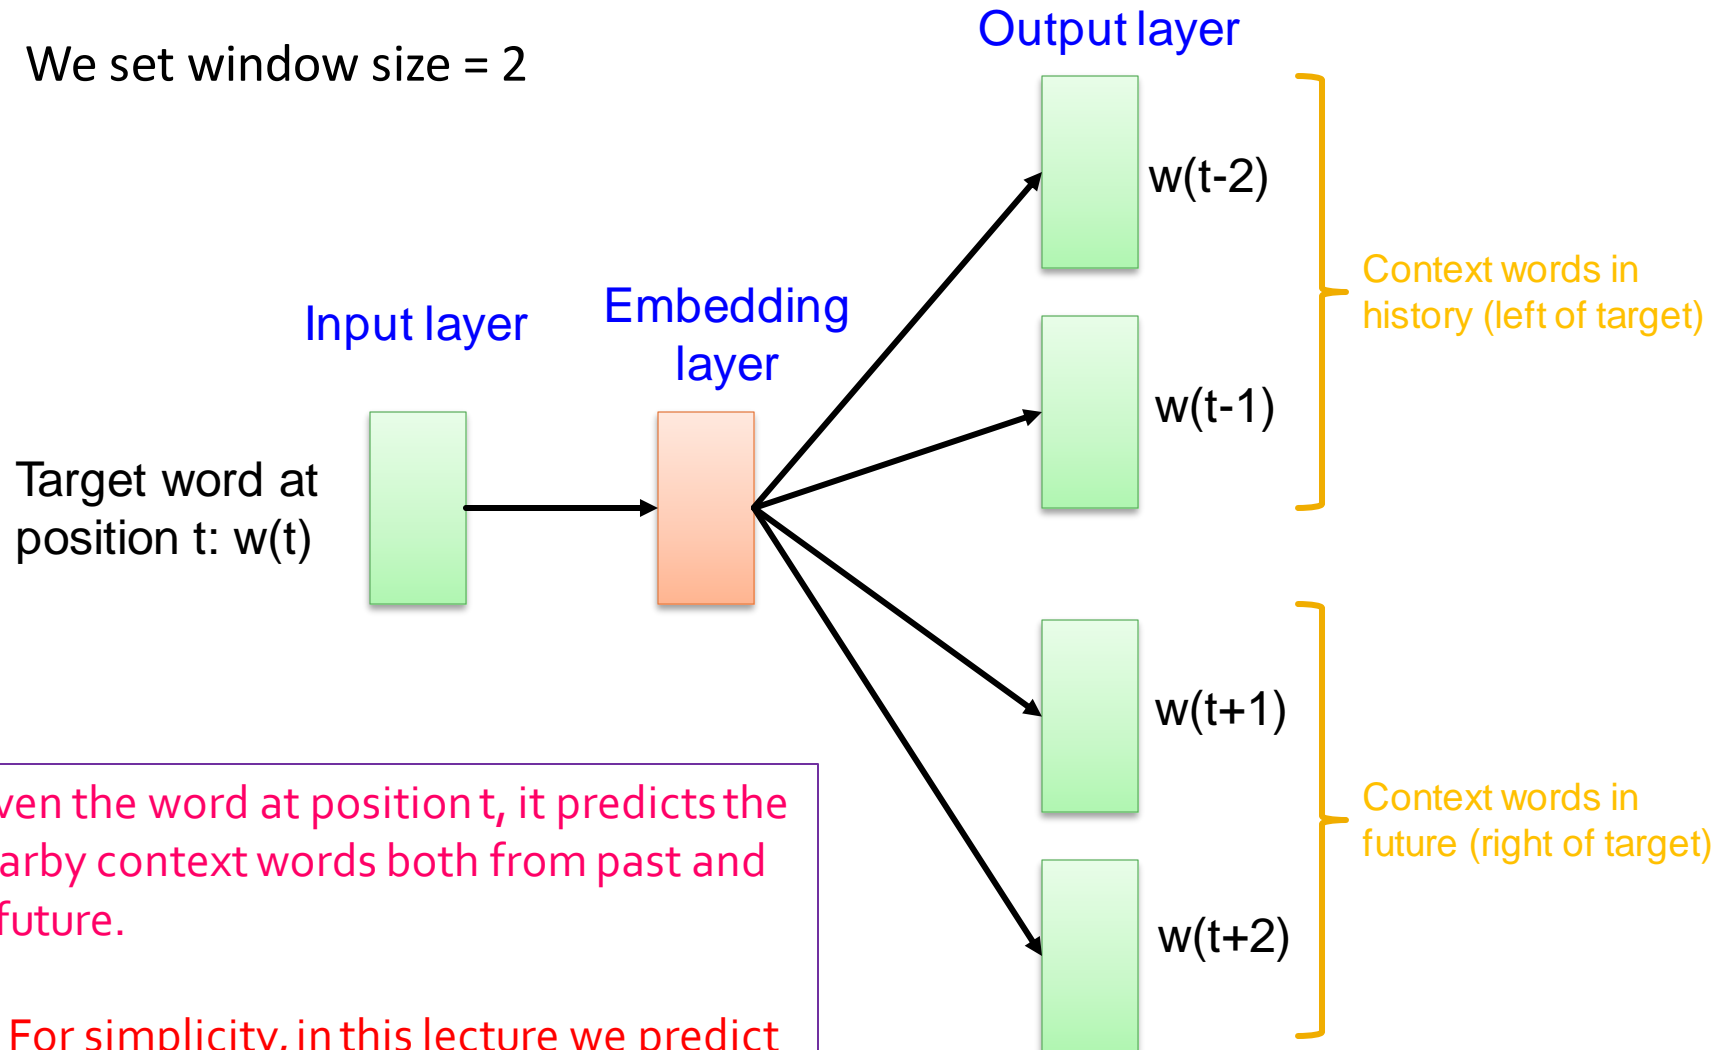 We set window size = 2
Output layer
w(t-2)
Context words in
history (left of target)
Input layer
Embedding
layer
w(t-1)
Target word at
position t: w(t)
w(t+1)
Context words in
future (right of target)
w(t+2)
ven the word at position t, it predicts the
arby context words both from past and
future.
For simplicity, in this lecture we predict